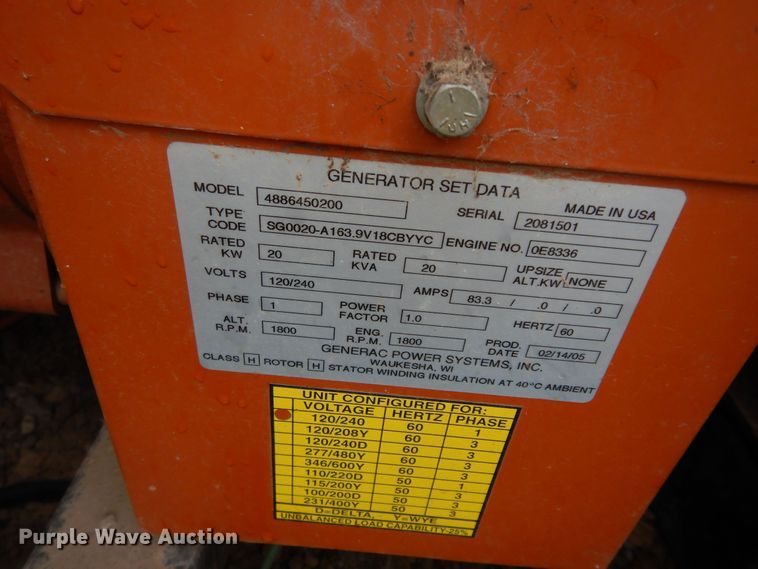 GENERATOR SET DATA
MODEL 4886450200 SERIAL 2081501 MADE IN USA
TYPE CODE SG0020-A163.9V18CBYYC ENGINE NO. 0E8336
RATED KW 20 RATED KVA 20 UPSIZE ALT.KW NONE
VOLTS 120/240 AMPS 83.3 / .0 / .0
PHASE 1 POWER FACTOR 1.0 HERTZ 60
ALT. R.P.M. 1800 ENG. R.P.M. 1800 PROD. DATE 02/14/05
GENERAC POWER SYSTEMS, INC.
WAUKESHA, WI
CLASS H ROTOR H STATOR WINDING INSULATION AT 40°C AMBIENT
UNIT CONFIGURED FOR:
VOLTAGE HERTZ PHASE
120/240 60 1
120/208Y 60 3
120/240D 60 3
277/480Y 60 3
346/600Y 60 3
110/220D 50 1
115/200Y 50 3
100/200D 50 3
231/400Y 50 3
D=DELTA Y=WYE
UNBALANCED LOAD CAPABILITY-25%
Purple Wave Auction